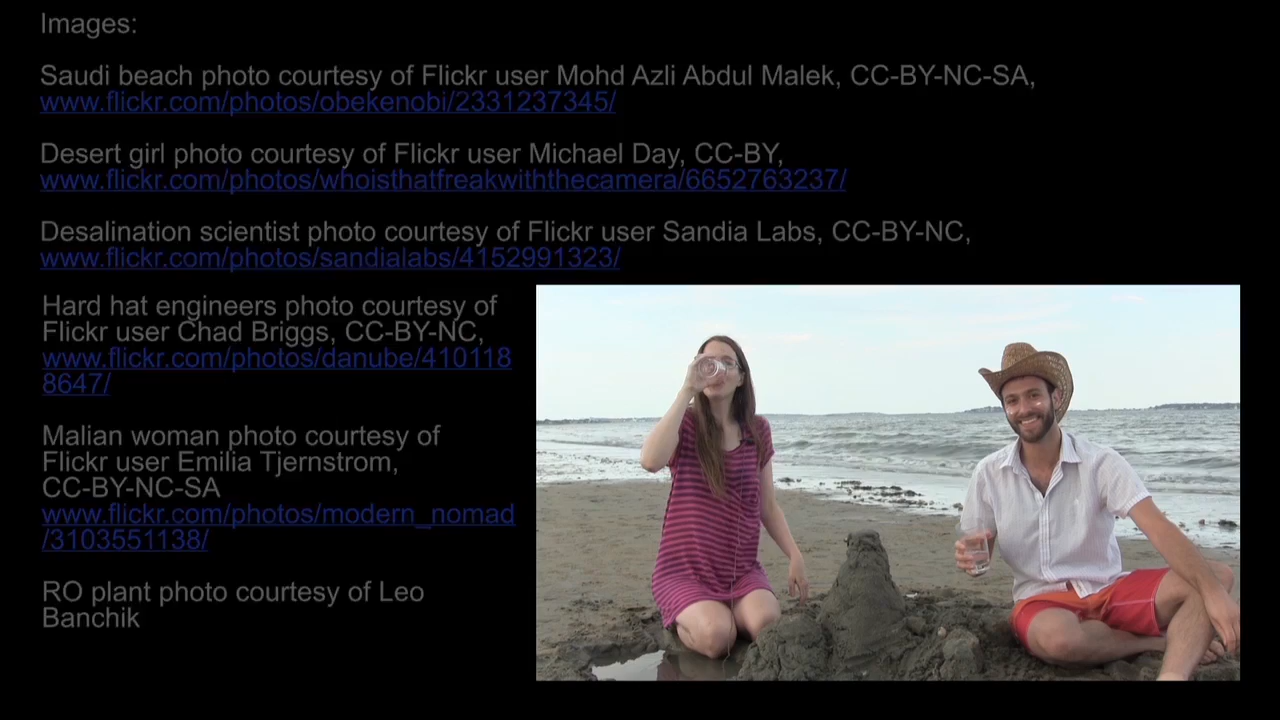 Images:
Saudi beach photo courtesy of Flickr user Mohd Azli Abdul Malek, CC-BY-NC-SA,
www.flickr.com/photos/obekenobi/2331237345/
Desert girl photo courtesy of Flickr user Michael Day, CC-BY,
www.flickr.com/photos/whoisthatfreakwiththecamera/6652763237/
Desalination scientist photo courtesy of Flickr user Sandia Labs, CC-BY-NC,
www.flickr.com/photos/sandialabs/4152991323/
Hard hat engineers photo courtesy of
Flickr user Chad Briggs, CC-BY-NC,
www.flickr.com/photos/danube/410118
8647/
Malian woman photo courtesy of
Flickr user Emilia Tjernstrom,
CC-BY-NC-SA
www.flickr.com/photos/modern_nomad
/3103551138/
RO plant photo courtesy of Leo
Banchik